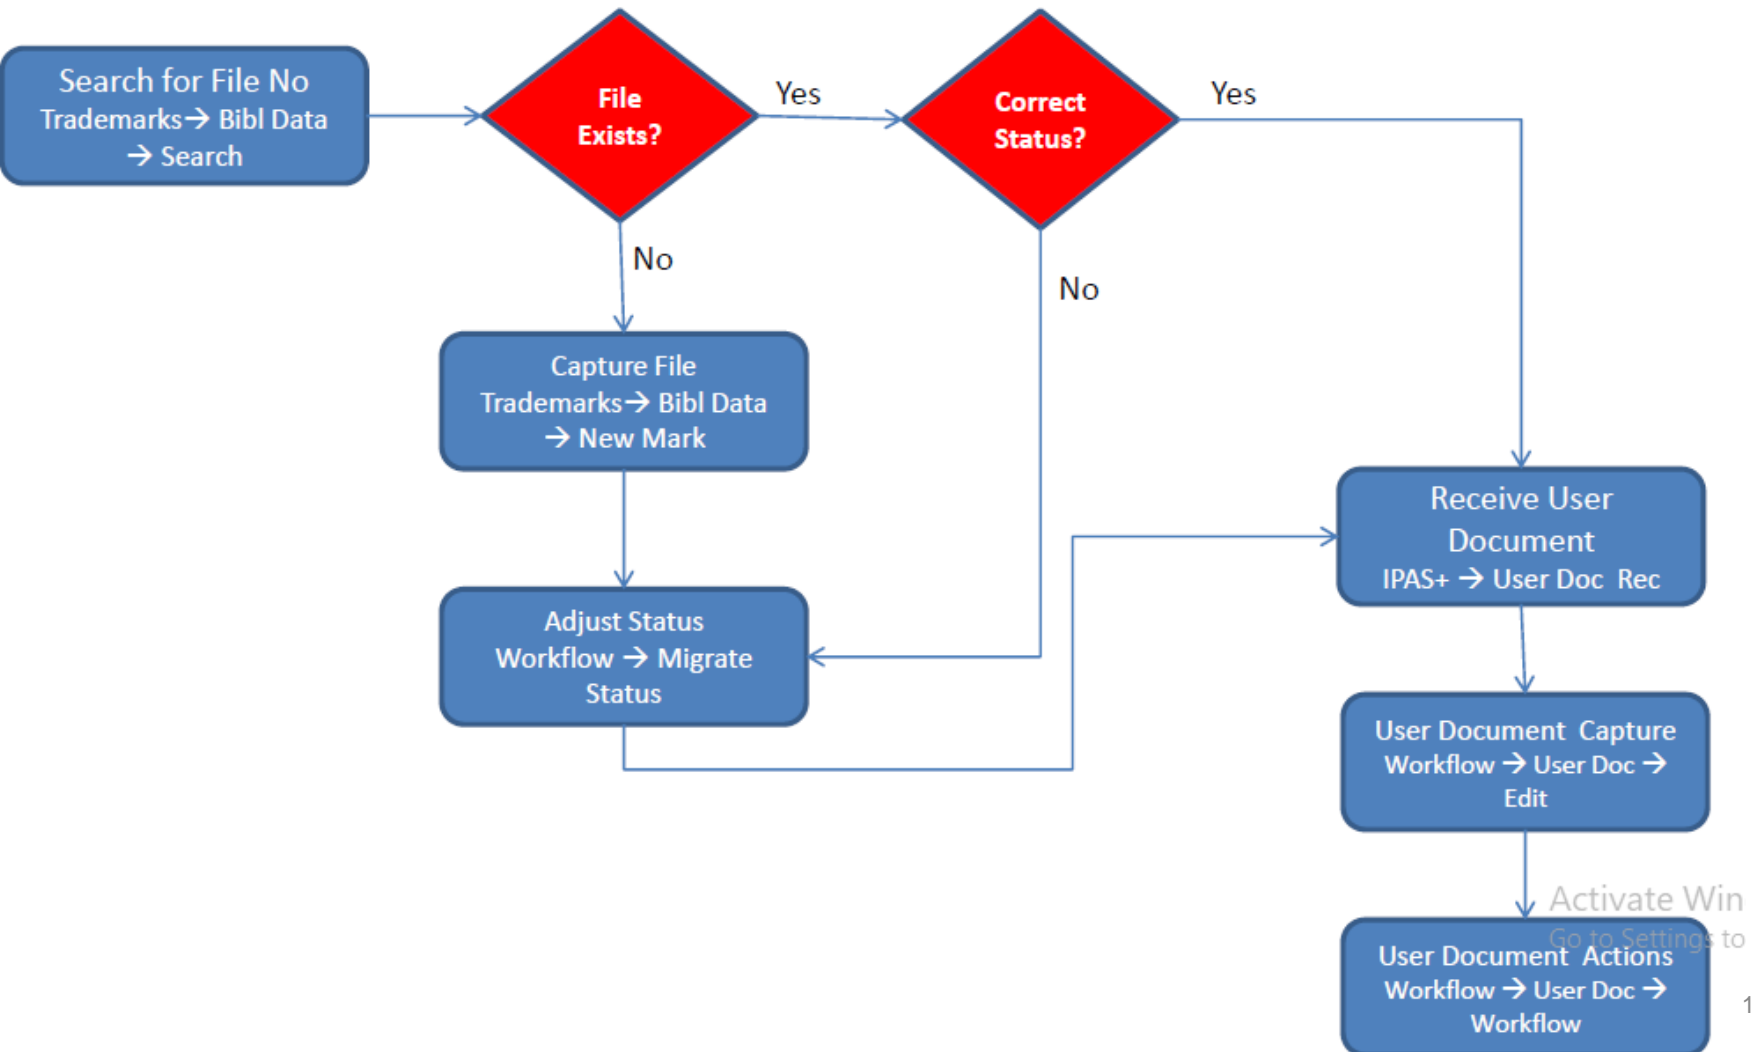 Search for File No
Trademarks→ Bibl Data
→ Search
File
Exists?
Yes
Correct
Status?
Yes
No
No
Capture File
Trademarks→ Bibl Data
→ New Mark
Adjust Status
Workflow → Migrate
Status
Receive User
Document
IPAS+ → User Doc Rec
User Document Capture
Workflow → User Doc →
Edit
Activate Win
Go to Settings to
User Document Actions
Workflow → User Doc →
Workflow
1